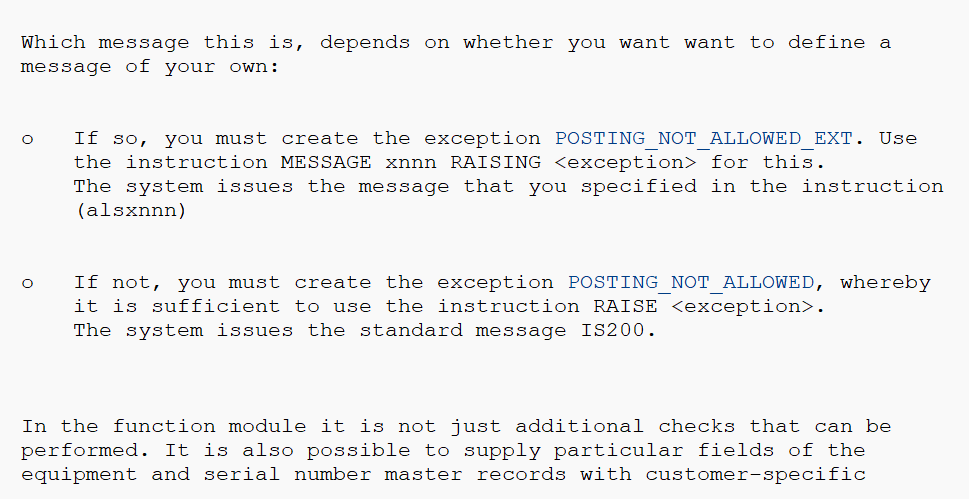 Which message this is, depends on whether you want want to define a
message of your own:
o If so, you must create the exception POSTING_NOT_ALLOWED_EXT. Use
the instruction MESSAGE xnnn RAISING <exception> for this.
The system issues the message that you specified in the instruction
(alsxnnn)
o If not, you must create the exception POSTING_NOT_ALLOWED, whereby
it is sufficient to use the instruction RAISE <exception>.
The system issues the standard message IS200.
In the function module it is not just additional checks that can be
performed. It is also possible to supply particular fields of the
equipment and serial number master records with customer-specific